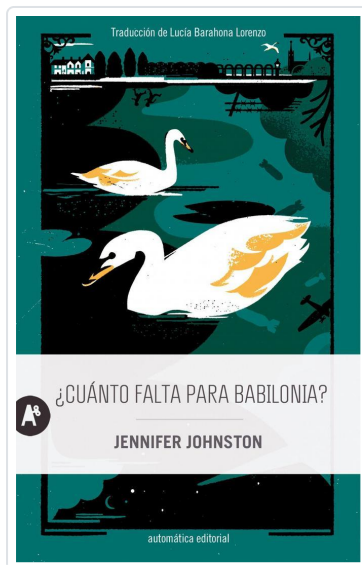 Traducción de Lucía Barahona Lorenzo
¿CUÁNTO FALTA PARA BABILONIA?
A&
JENNIFER JOHNSTON
automática editorial